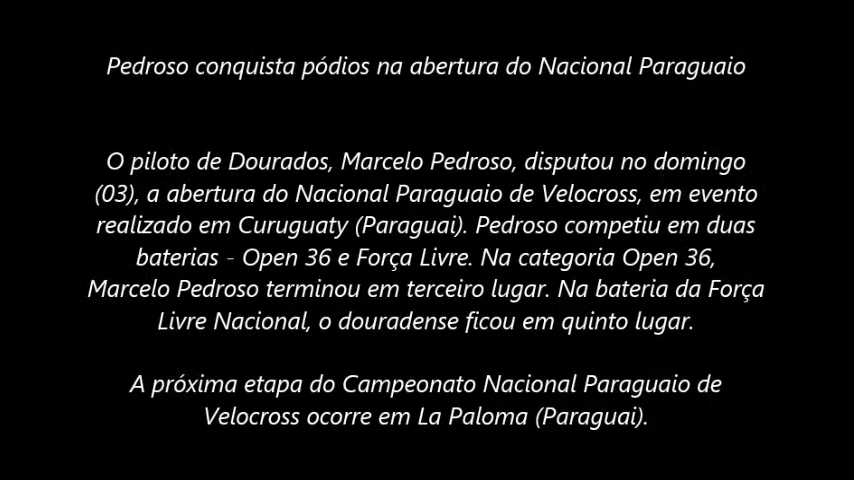 Pedroso conquista pódios na abertura do Nacional Paraguaio
O piloto de Dourados, Marcelo Pedroso, disputou no domingo
(03), a abertura do Nacional Paraguaio de Velocross, em evento
realizado em Curuguaty (Paraguai). Pedroso competiu em duas
baterias - Open 36 e Força Livre. Na categoria Open 36,
Marcelo Pedroso terminou em terceiro lugar. Na bateria da Força
Livre Nacional, o douradense ficou em quinto lugar.
A próxima etapa do Campeonato Nacional Paraguaio de
Velocross ocorre em La Paloma (Paraguai).